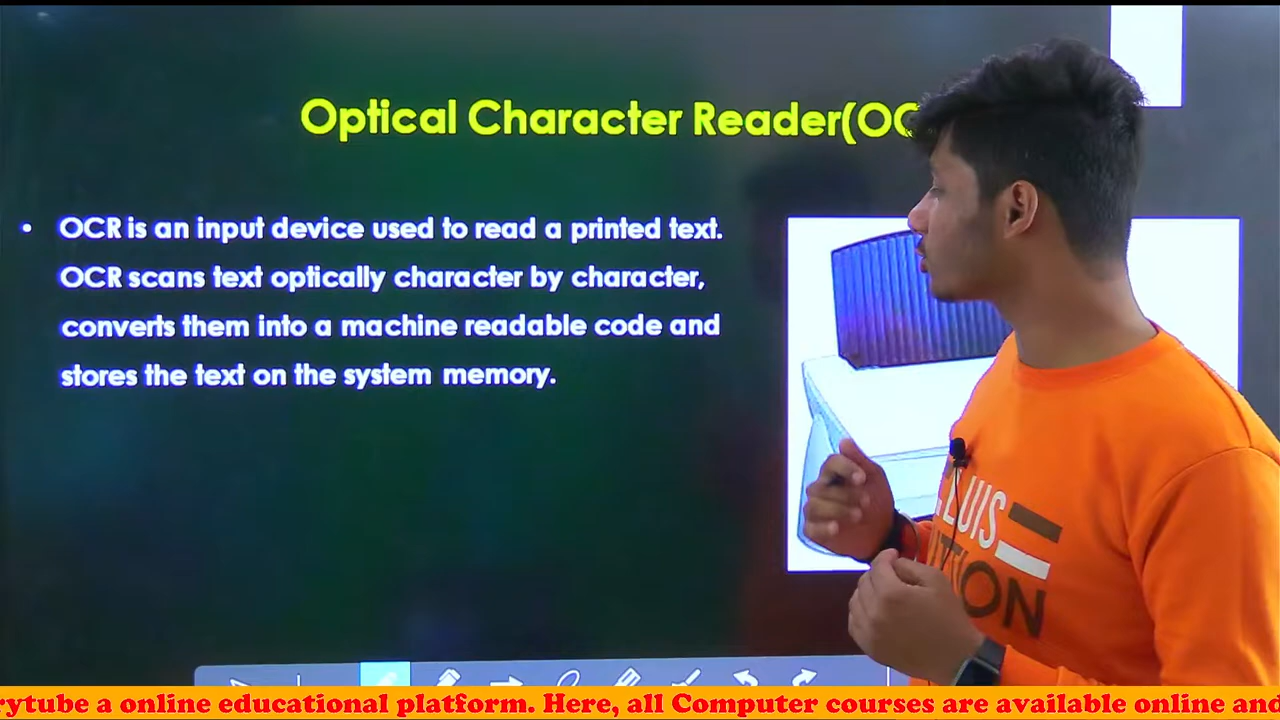 Optical Character Reader(OC
• OCR is an input device used to read a printed text.
OCR scans text optically character by character,
converts them into a machine readable code and
stores the text on the system memory.
LUIS
ION
rytube a online educational platform. Here, all Computer courses are available online and